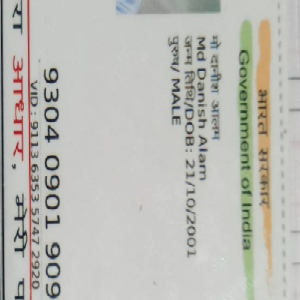 भारत सरकार
Government of India
मो दानीश आलम
Md Danish Alam
जन्म तिथि/DOB: 21/10/2001
पुरुष/ MALE
9304 0901 909
VID : 9113 6353 5747 2920
रा आधार, मेरी प